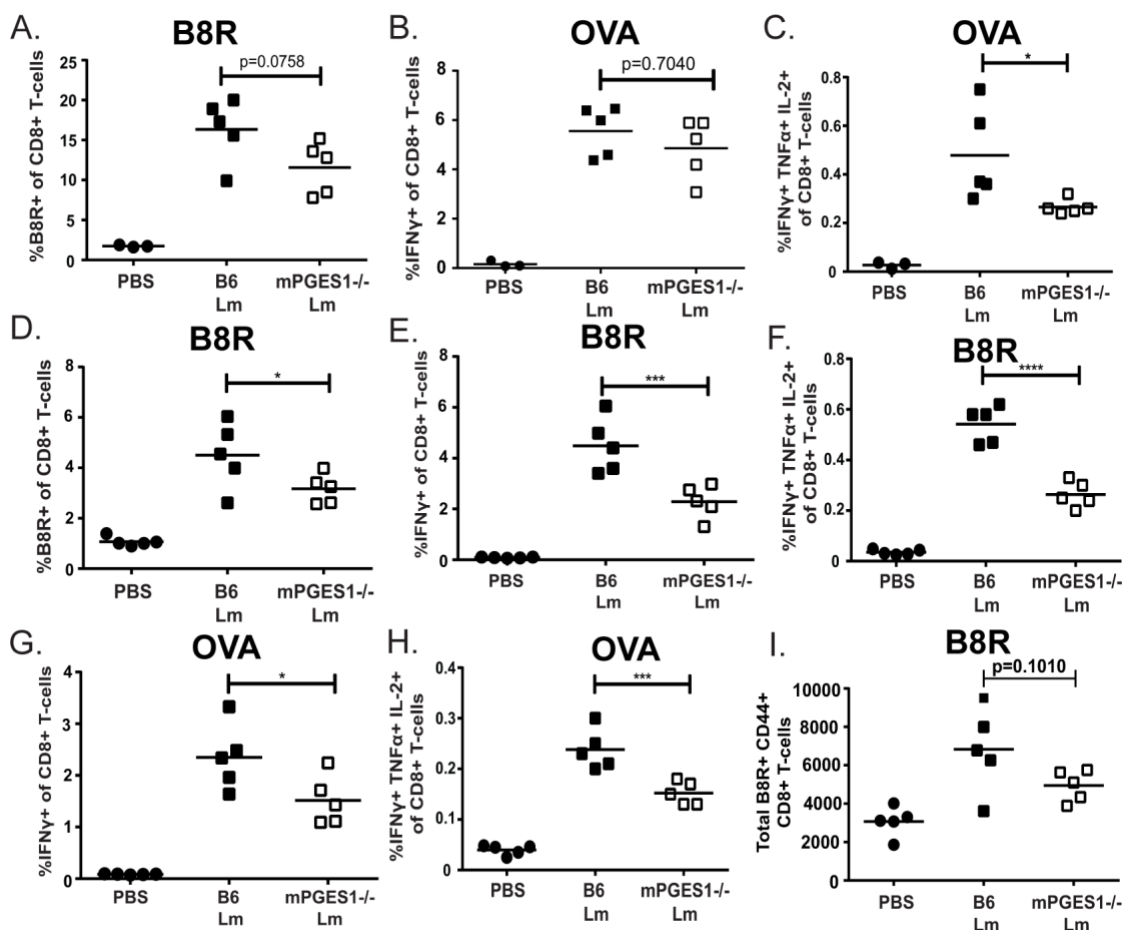 A.
B8R
p=0.0758
%B8R+ of CD8+ T-cells
25
20
15
10
5
0
PBS
B6
Lm
mPGES1-/-
Lm
B.
OVA
p=0.7040
%IFNγ+ of CD8+ T-cells
8
6
4
2
0
PBS
B6
Lm
mPGES1-/-
Lm
C.
OVA
*
%IFNγ+ TNFα+ IL-2+
of CD8+ T-cells
0.8
0.6
0.4
0.2
0.0
PBS
B6
Lm
mPGES1-/-
Lm
D.
B8R
*
%B8R+ of CD8+ T-cells
8
6
4
2
0
PBS
B6
Lm
mPGES1-/-
Lm
E.
B8R
***
%IFNγ+ of CD8+ T-cells
8
6
4
2
0
PBS
B6
Lm
mPGES1-/-
Lm
F.
B8R
****
%IFNγ+ TNFα+ IL-2+
of CD8+ T-cells
0.8
0.6
0.4
0.2
0.0
PBS
B6
Lm
mPGES1-/-
Lm
G.
OVA
*
%IFNγ+ of CD8+ T-cells
4
3
2
1
0
PBS
B6
Lm
mPGES1-/-
Lm
H.
OVA
***
%IFNγ+ TNFα+ IL-2+
of CD8+ T-cells
0.4
0.3
0.2
0.1
0.0
PBS
B6
Lm
mPGES1-/-
Lm
I.
B8R
p=0.1010
Total B8R+ CD44+
CD8+ T-cells
10000
8000
6000
4000
2000
PBS
B6
Lm
mPGES1-/-
Lm